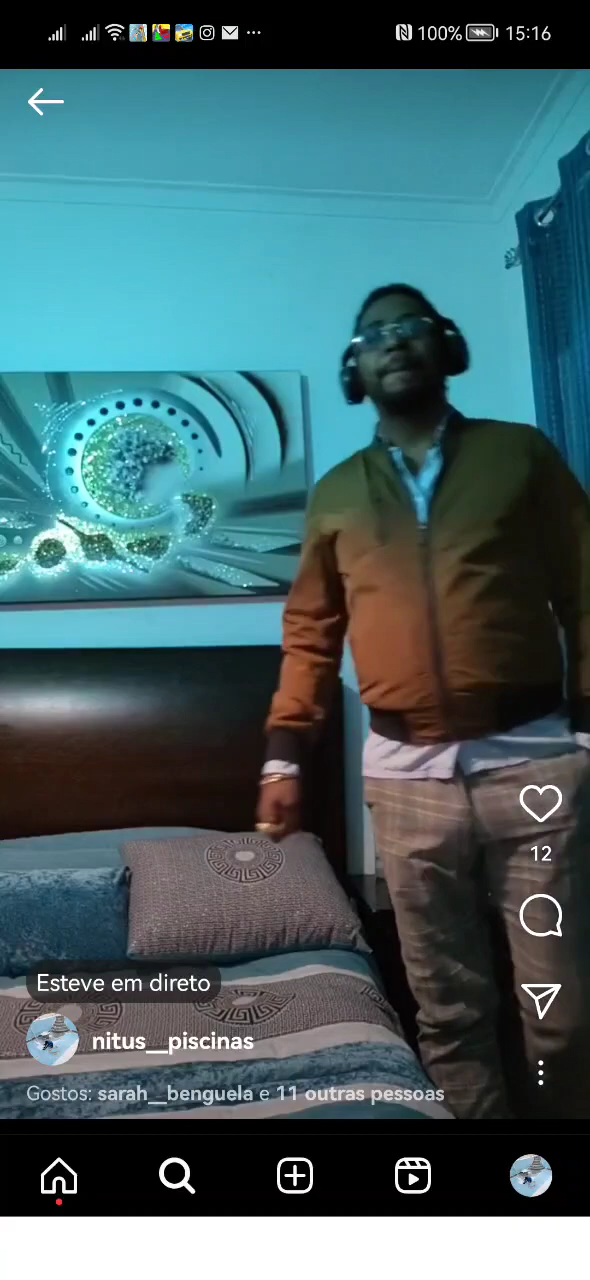 100% 15:16
12
Esteve em direto
nitus__piscinas
Gostos: sarah__benguela e 11 outras pessoas